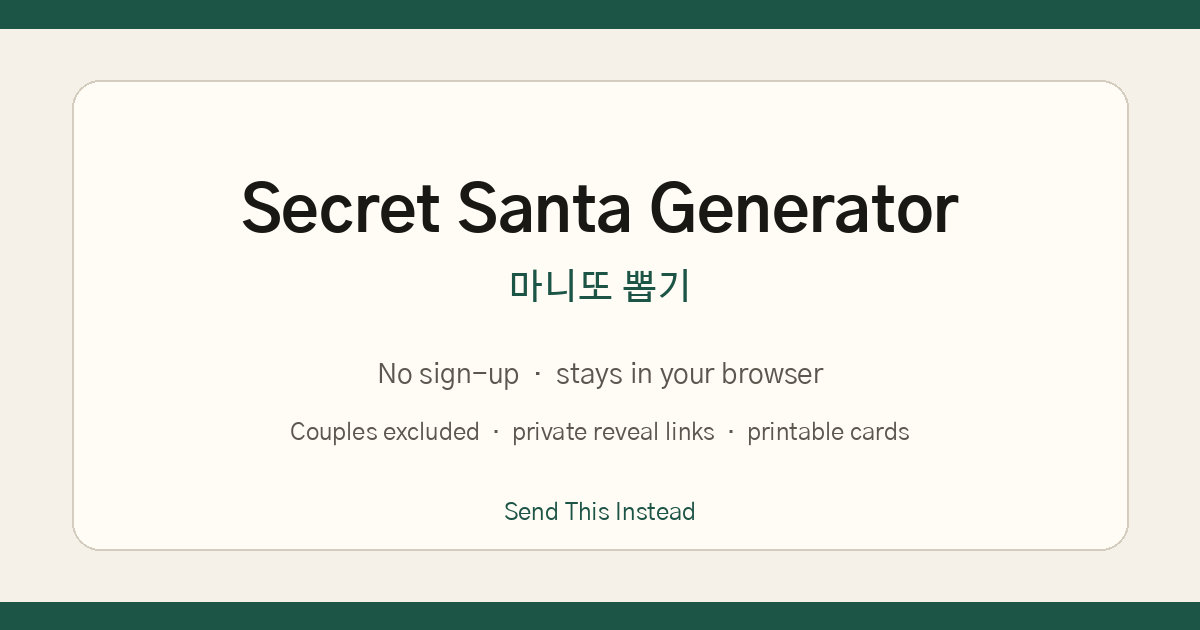 Secret Santa Generator
마니또 뽑기
No sign-up · stays in your browser
Couples excluded · private reveal links · printable cards
Send This Instead